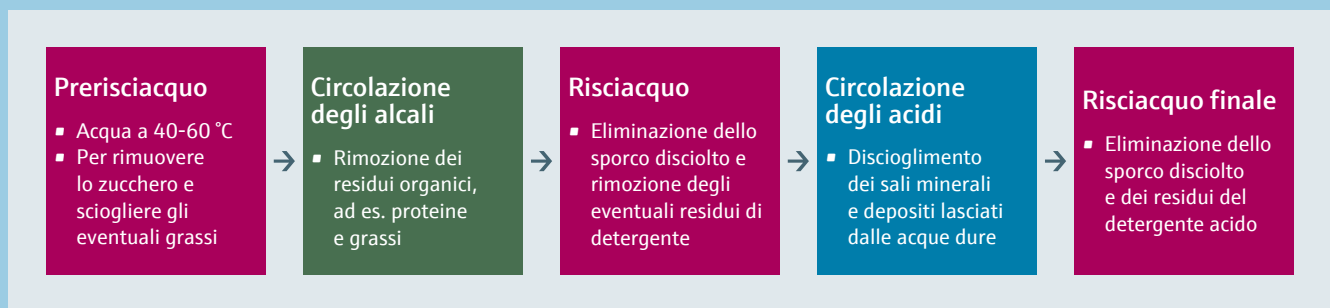 Prerisciacquo
▪ Acqua a 40-60 °C
▪ Per rimuovere
lo zucchero e
sciogliere gli
eventuali grassi
→
Circolazione
degli alcali
▪ Rimozione dei
residui organici,
ad es. proteine
e grassi
→
Risciacquo
▪ Eliminazione dello
sporco disciolto e
rimozione degli
eventuali residui di
detergente
→
Circolazione
degli acidi
▪ Discioglimento
dei sali minerali
e depositi lasciati
dalle acque dure
→
Risciacquo finale
▪ Eliminazione dello
sporco disciolto
e dei residui del
detergente acido